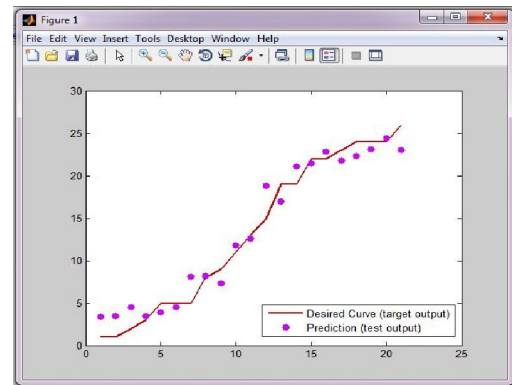 Figure 1
File Edit View Insert Tools Desktop Window Help
30
25
20
15
10
5
0
0 5 10 15 20 25
Desired Curve (target output)
Prediction (test output)